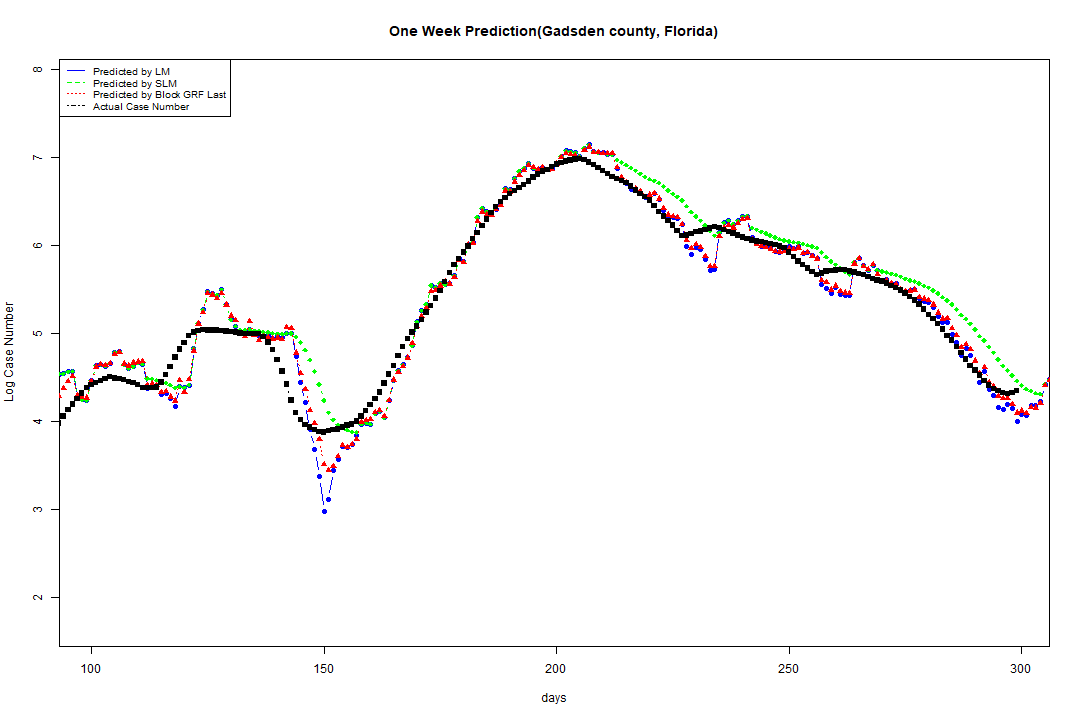 One Week Prediction(Gadsden county, Florida)
Predicted by LM
Predicted by SLM
Predicted by Block GRF Last
Actual Case Number
8
7
6
5
4
3
2
Log Case Number
100 150 200 250 300
days